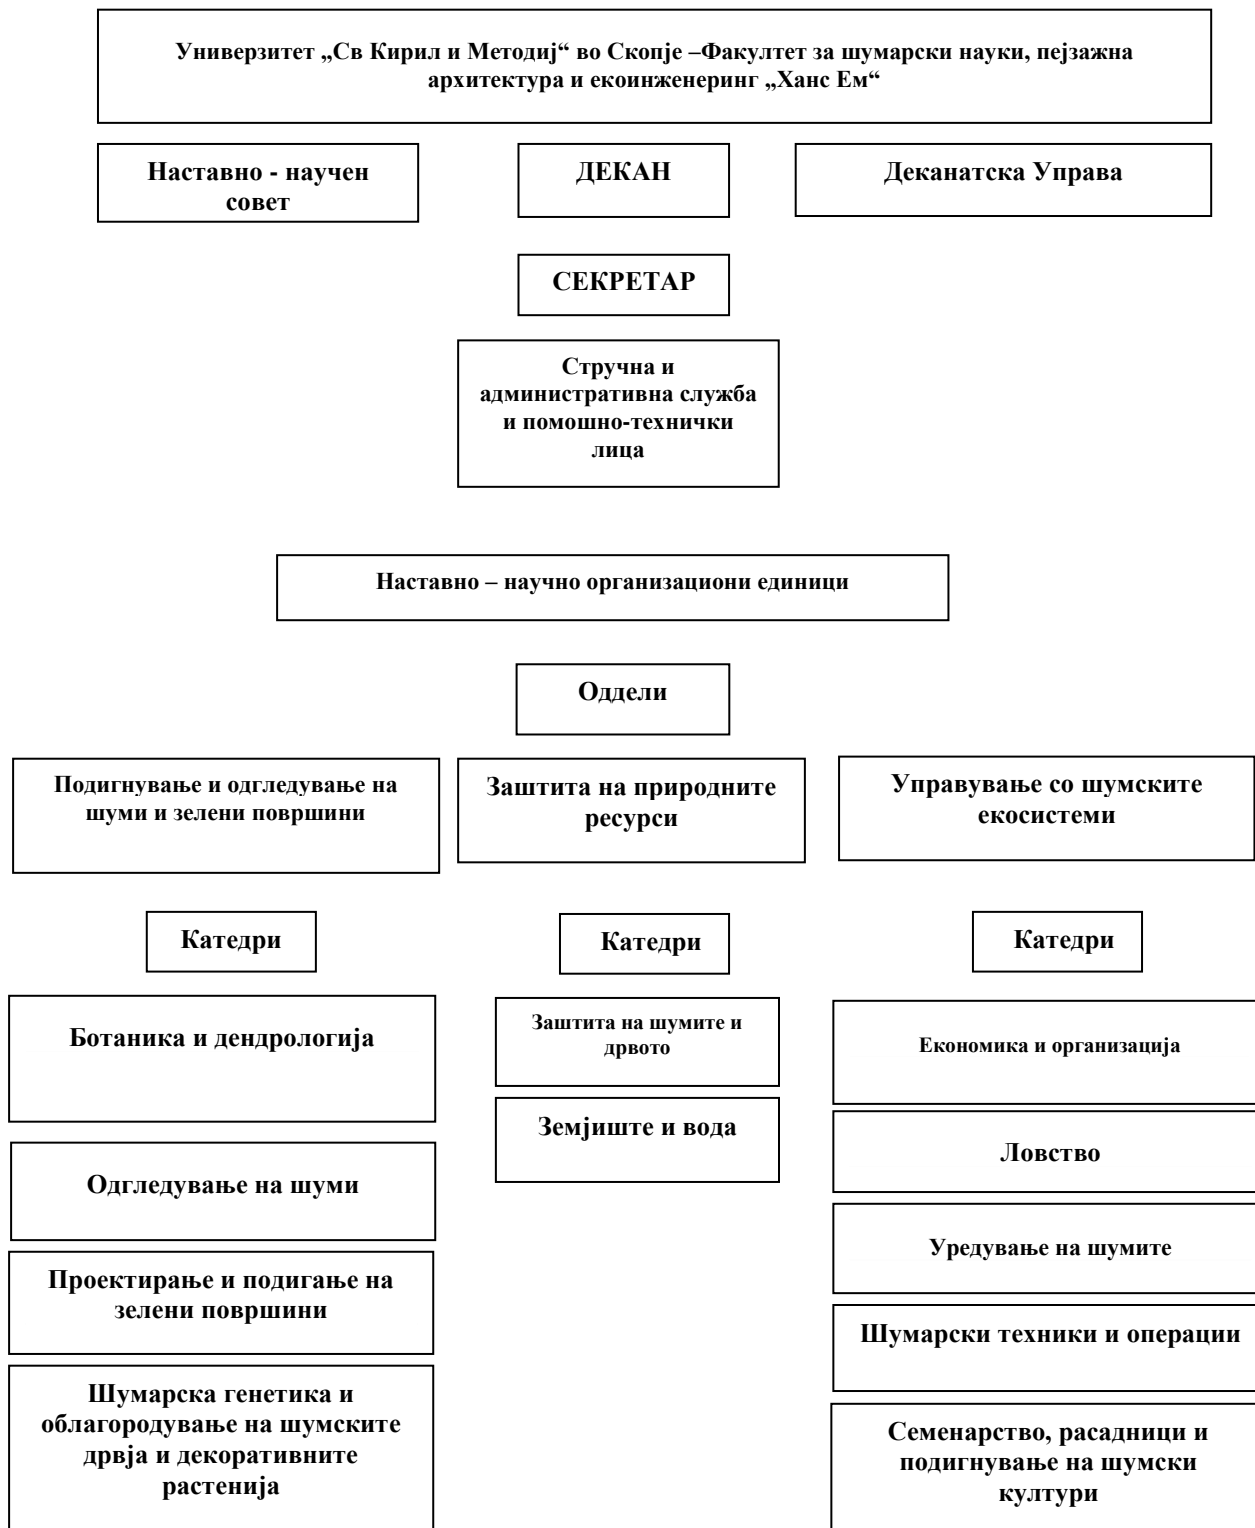 Универзитет „Св Кирил и Методиј“ во Скопје –Факултет за шумарски науки, пејзажна
архитектура и екоинженеринг „Ханс Ем“
Наставно - научен
совет
ДЕКАН
Деканатска Управа
СЕКРЕТАР
Стручна и
административна служба
и помошно-технички
лица
Наставно – научно организациони единици
Оддели
Подигнување и одгледување на
шуми и зелени површини
Заштита на природните
ресурси
Управување со шумските
екосистеми
Катедри
Катедри
Катедри
Ботаника и дендрологија
Одгледување на шуми
Проектирање и подигање на
зелени површини
Шумарска генетика и
облагородување на шумските
дрвја и декоративните
растенија
Заштита на шумите и
дрвото
Земјиште и вода
Економика и организација
Ловство
Уредување на шумите
Шумарски техники и операции
Семенарство, расадници и
подигнување на шумски
култури